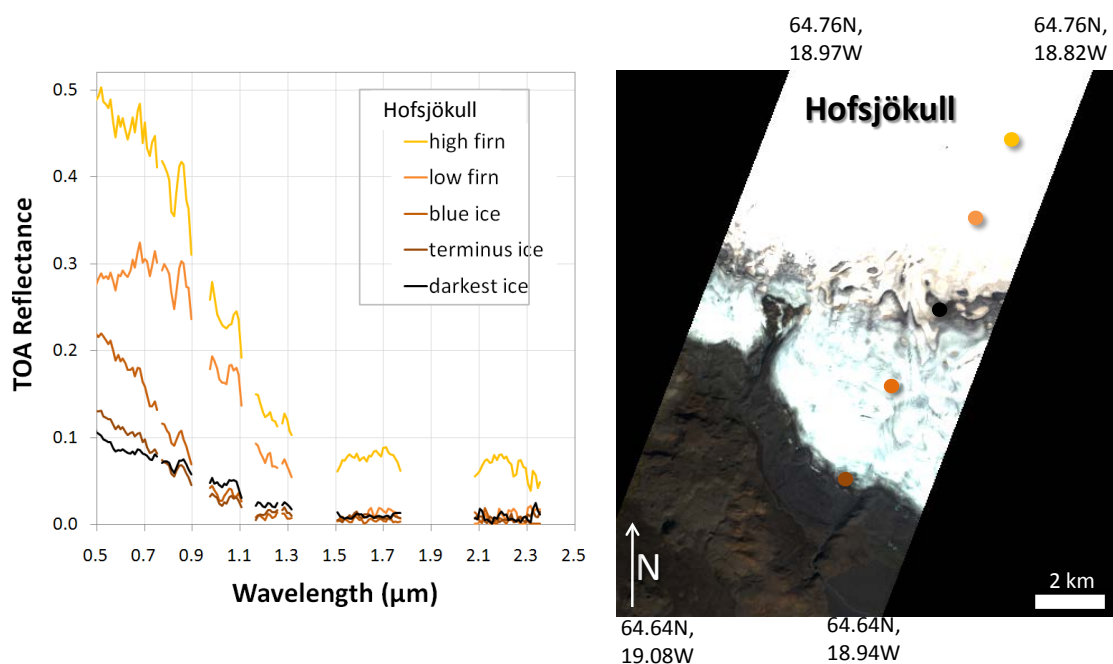 0.5
0.4
0.3
0.2
0.1
0.0
TOA Reflectance
0.5 0.7 0.9 1.1 1.3 1.5 1.7 1.9 2.1 2.3 2.5
Wavelength (μm)
Hofsjökull
high firn
low firn
blue ice
terminus ice
darkest ice
64.76N,
18.97W
64.76N,
18.82W
Hofsjökull
N
2 km
64.64N,
19.08W
64.64N,
18.94W